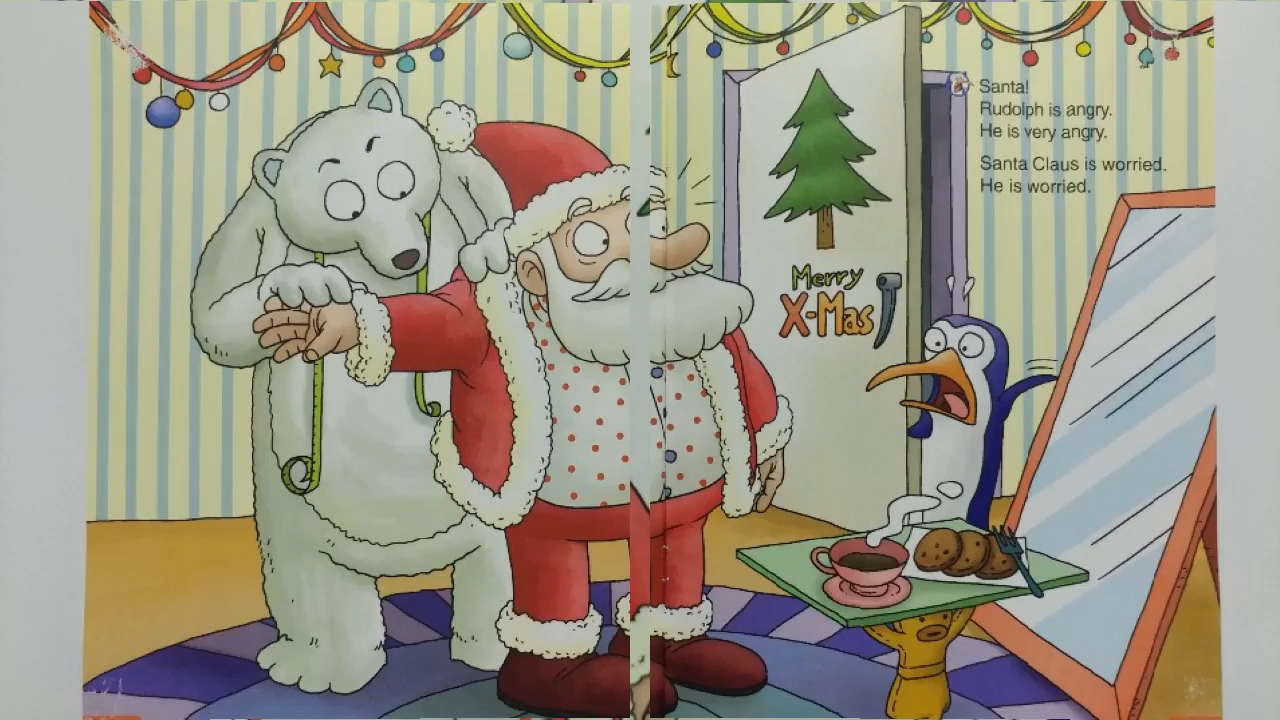 Merry
X-Mas
Santa!
Rudolph is angry.
He is very angry.
Santa Claus is worried.
He is worried.